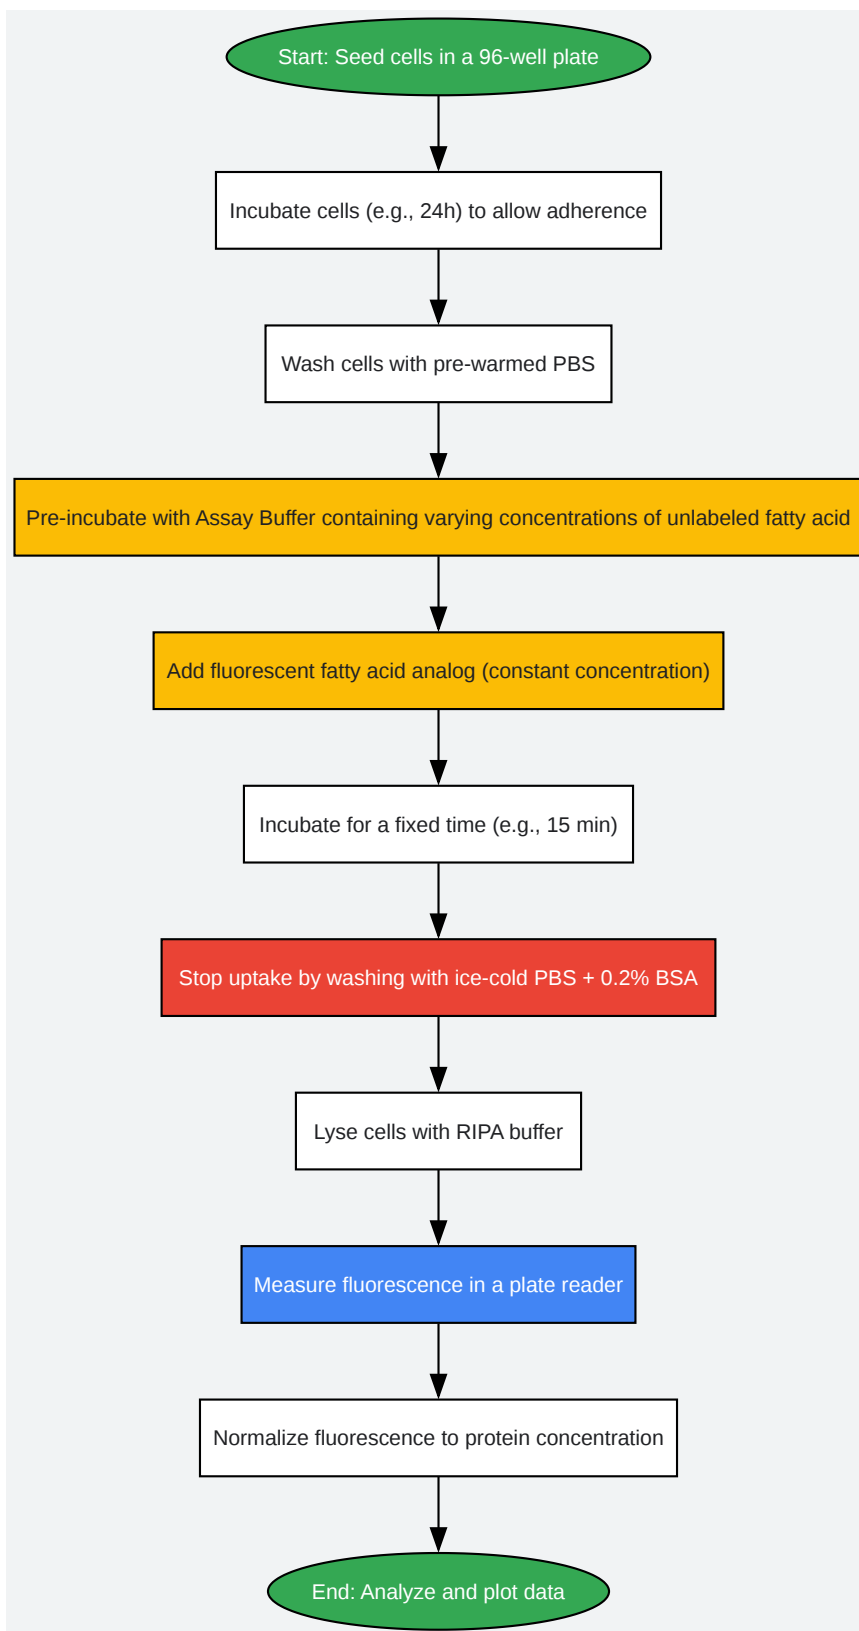 Start: Seed cells in a 96-well plate
Incubate cells (e.g., 24h) to allow adherence
Wash cells with pre-warmed PBS
Pre-incubate with Assay Buffer containing varying concentrations of unlabeled fatty acid
Add fluorescent fatty acid analog (constant concentration)
Incubate for a fixed time (e.g., 15 min)
Stop uptake by washing with ice-cold PBS + 0.2% BSA
Lyse cells with RIPA buffer
Measure fluorescence in a plate reader
Normalize fluorescence to protein concentration
End: Analyze and plot data